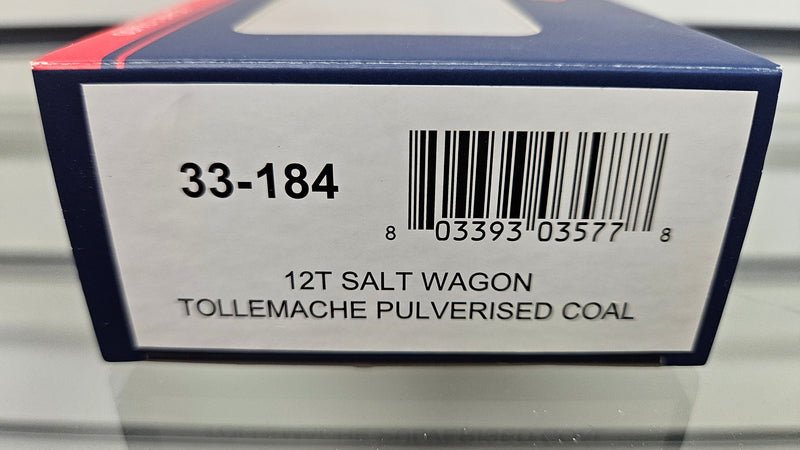 33-184
8 03393 03577 8
12T SALT WAGON
TOLLEMACHE PULVERISED COAL